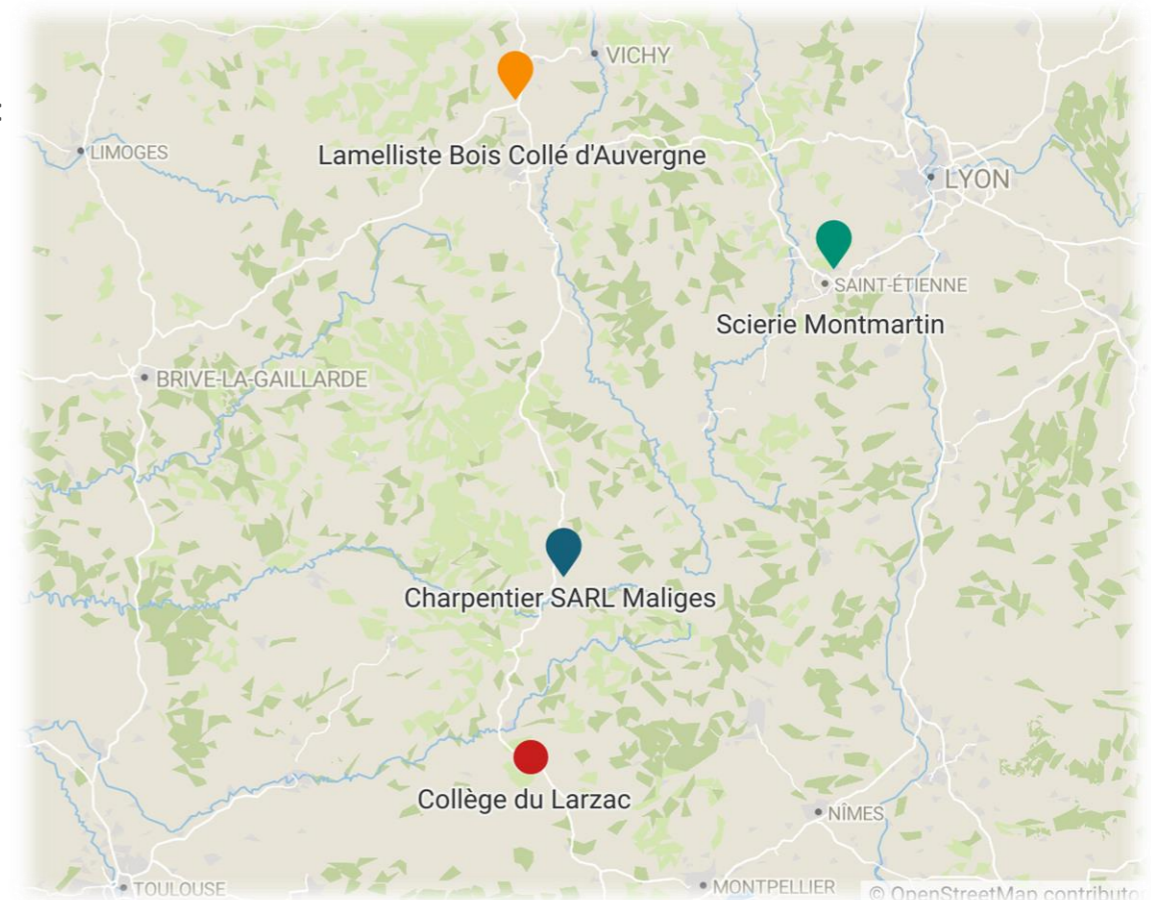 VICHY
:
LIMOGES
Lamelliste Bois Collé d'Auvergne
LYON
SAINT-ÉTIENNE
Scierie Montmartin
BRIVE-LA-GAILLARDE
Charpentier SARL Maliges
Collège du Larzac
NÎMES
TOULOUSE
MONTPELLIER
© OpenStreetMap contributor